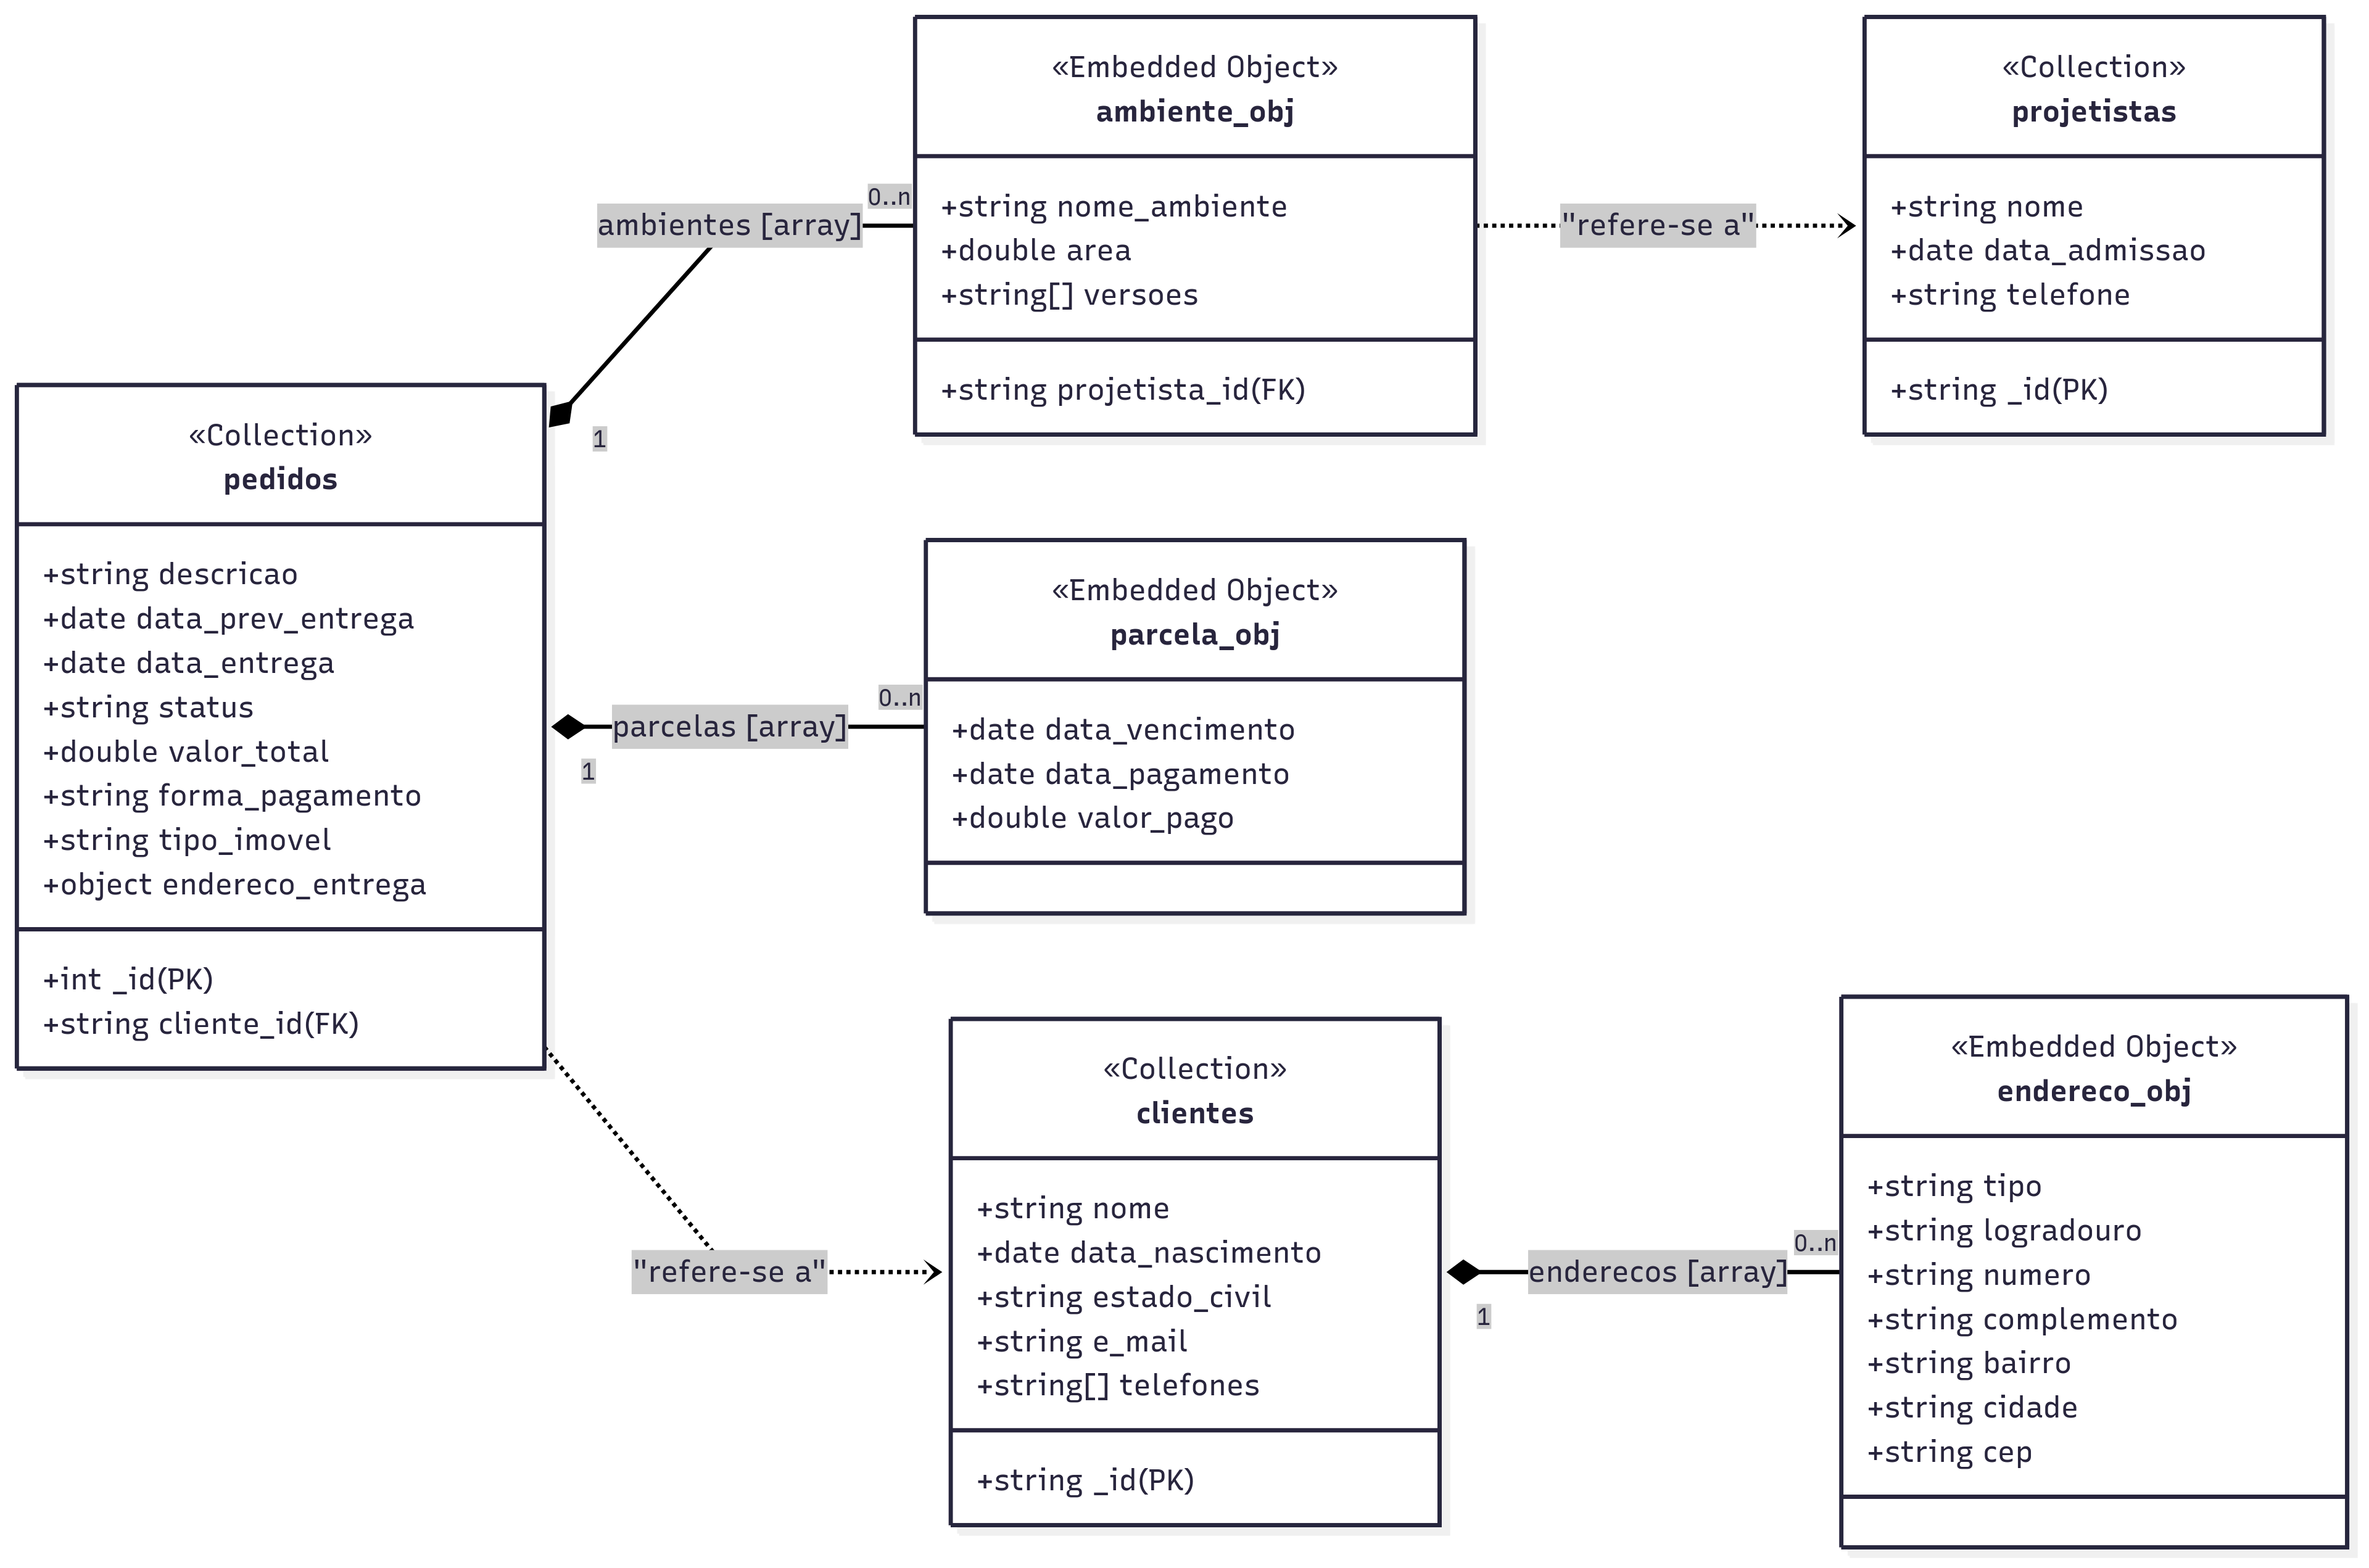 «Collection»
pedidos
+string descricao
+date data_prev_entrega
+date data_entrega
+string status
+double valor_total
+string forma_pagamento
+string tipo_imovel
+object endereco_entrega
+int _id(PK)
+string cliente_id(FK)
ambientes [array]
0..n
1
«Embedded Object»
ambiente_obj
+string nome_ambiente
+double area
+string[] versoes
+string projetista_id(FK)
"refere-se a"
«Collection»
projetistas
+string nome
+date data_admissao
+string telefone
+string _id(PK)
parcelas [array]
0..n
1
«Embedded Object»
parcela_obj
+date data_vencimento
+date data_pagamento
+double valor_pago
"refere-se a"
«Collection»
clientes
+string nome
+date data_nascimento
+string estado_civil
+string e_mail
+string[] telefones
+string _id(PK)
enderecos [array]
0..n
1
«Embedded Object»
endereco_obj
+string tipo
+string logradouro
+string numero
+string complemento
+string bairro
+string cidade
+string cep